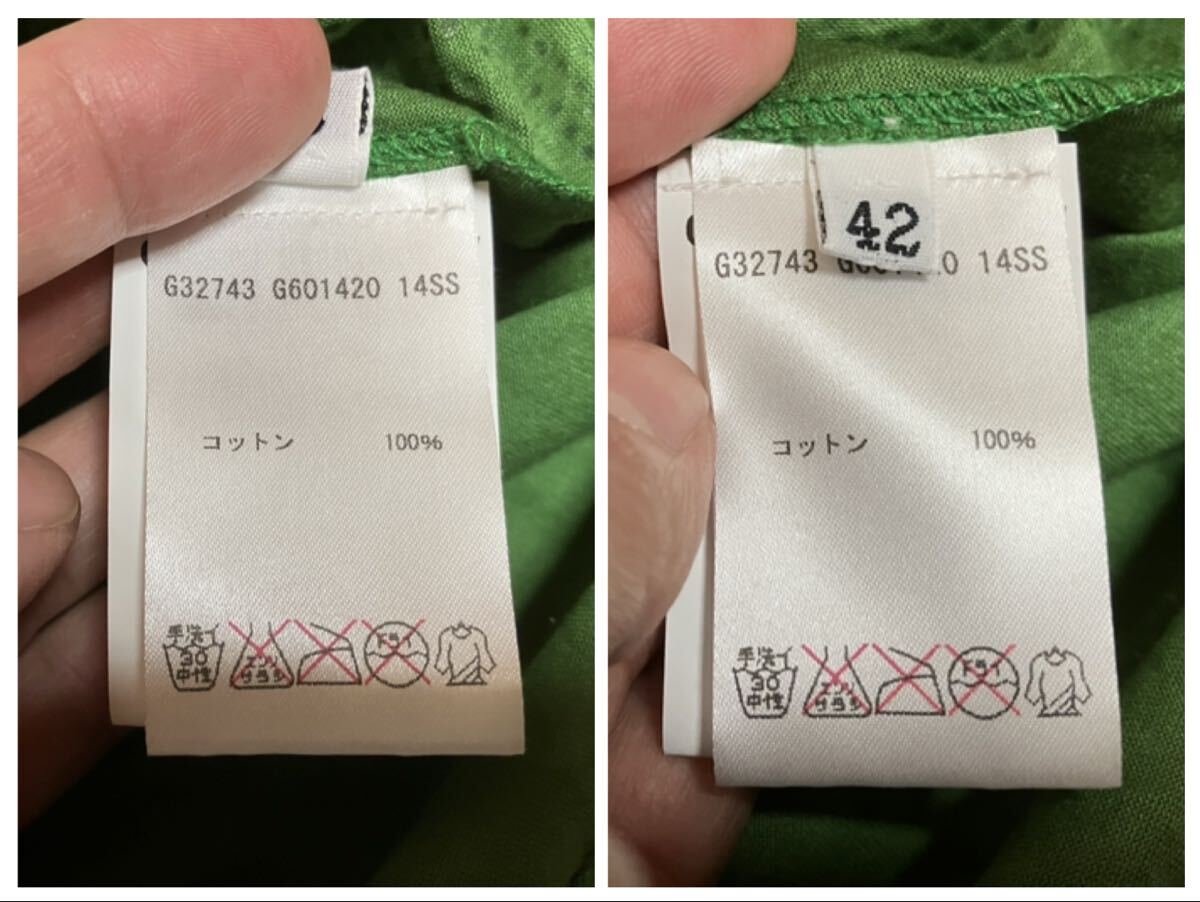 G32743 G601420 14SS
コットン 100%
手洗イ
30
中性
エンソ
サラシ
ドライ
42
G32743 14SS
コットン 100%
手洗イ
30
中性
エンソ
サラシ
ドライ